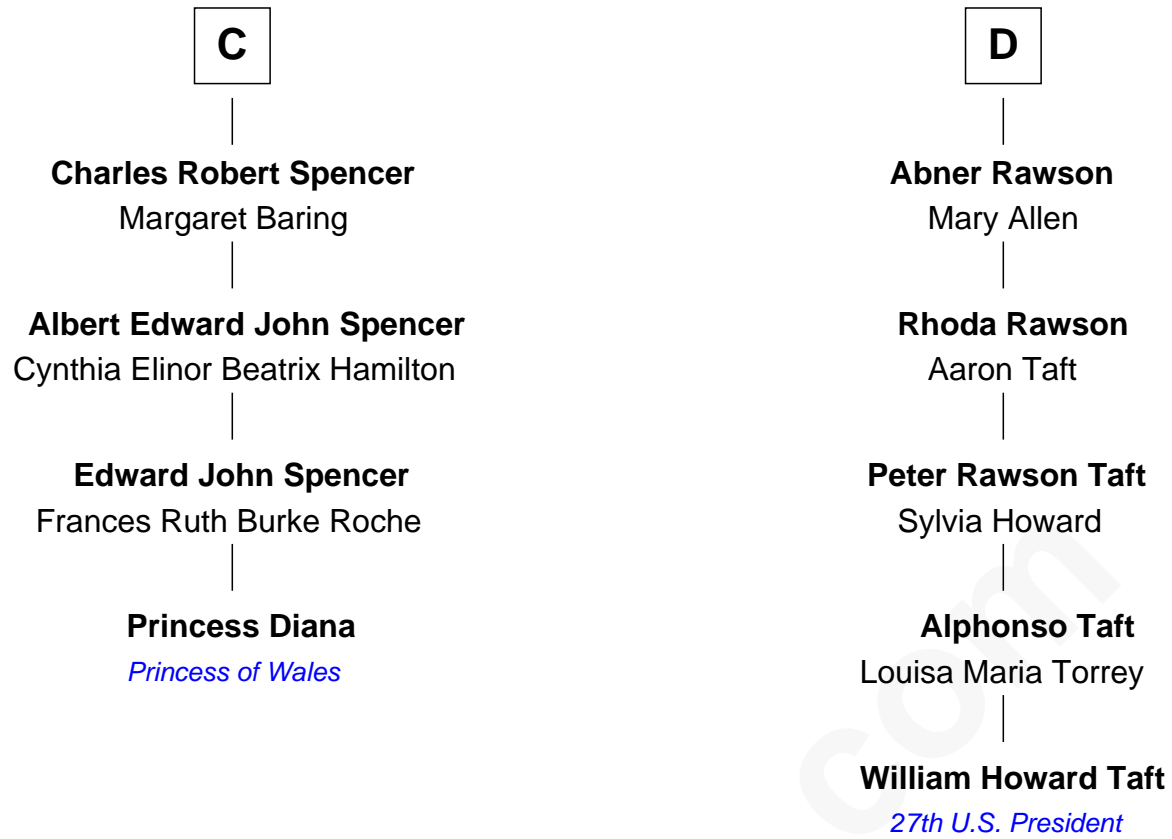 C
Charles Robert Spencer
Margaret Baring
Albert Edward John Spencer
Cynthia Elinor Beatrix Hamilton
Edward John Spencer
Frances Ruth Burke Roche
Princess Diana
Princess of Wales
D
Abner Rawson
Mary Allen
Rhoda Rawson
Aaron Taft
Peter Rawson Taft
Sylvia Howard
Alphonso Taft
Louisa Maria Torrey
William Howard Taft
27th U.S. President
com